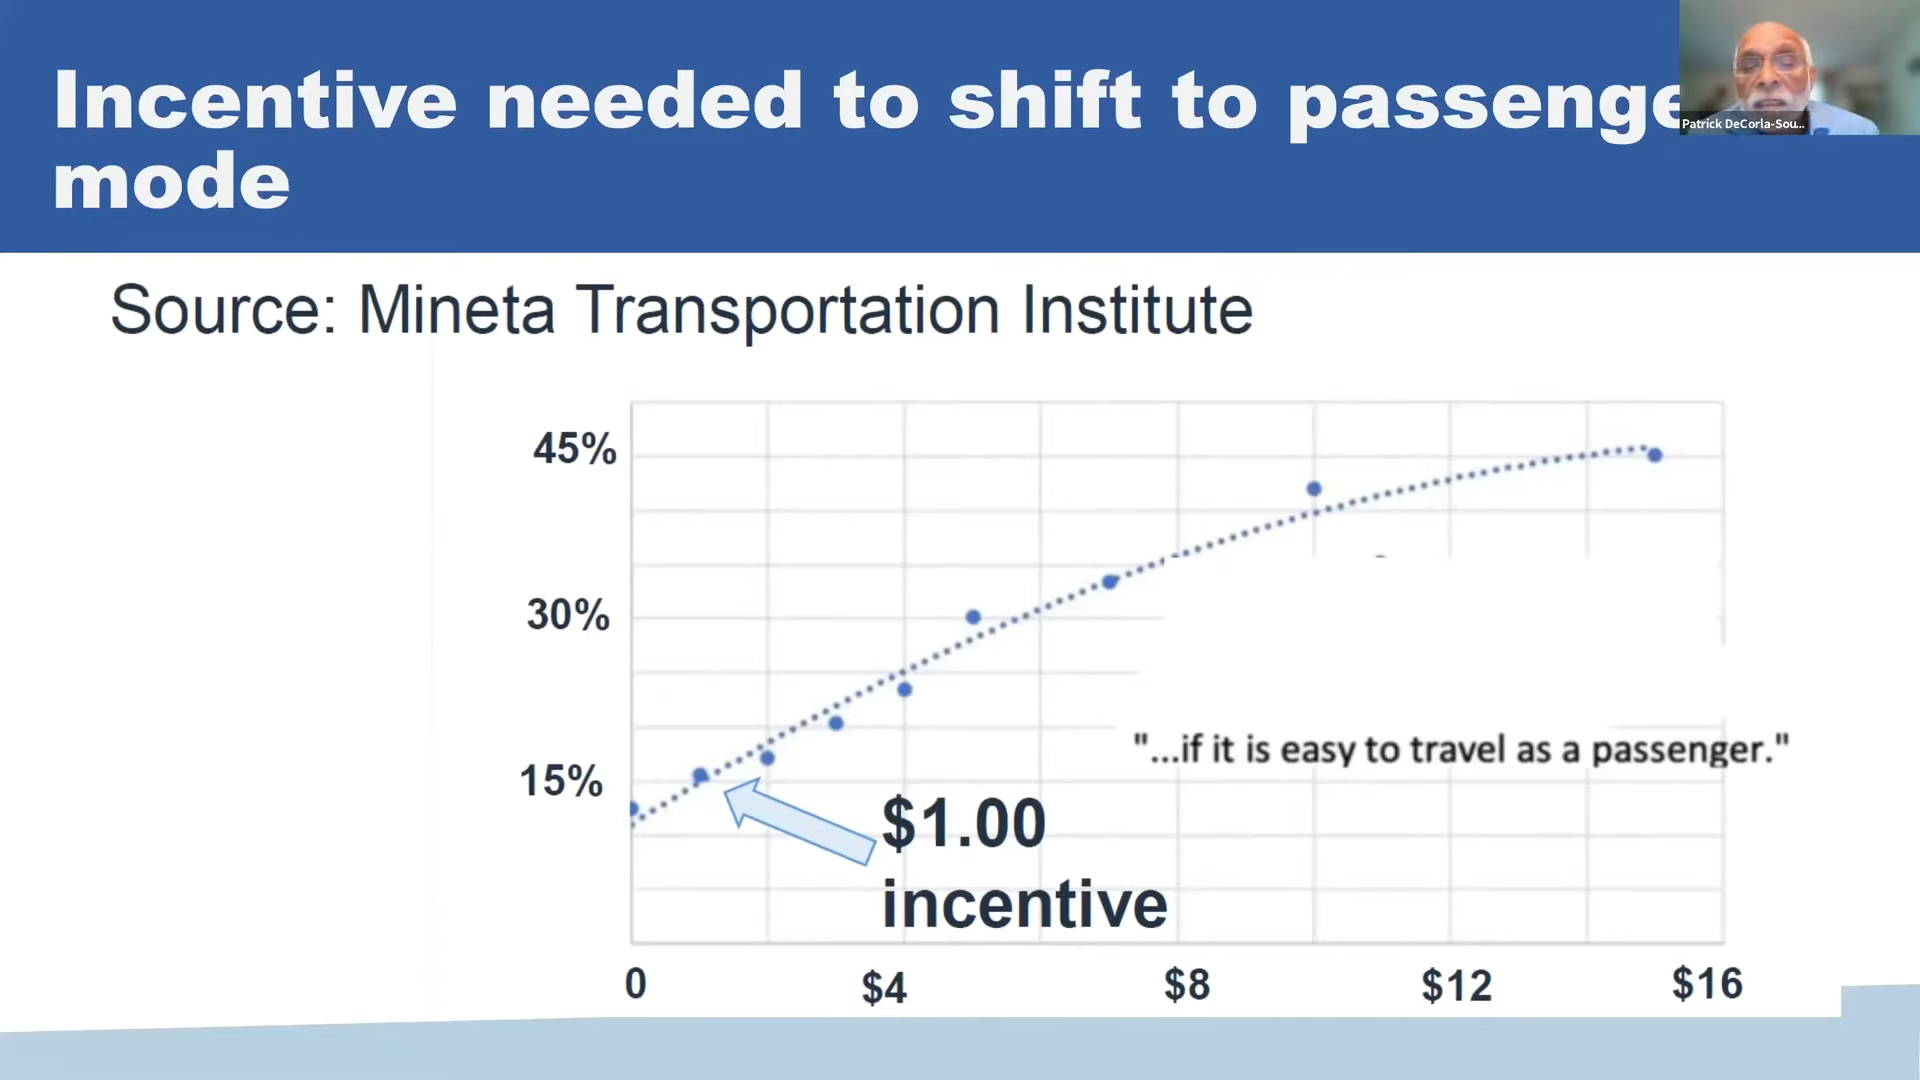 Incentive needed to shift to passenge
mode
Patrick DeCorla-Sou...
Source: Mineta Transportation Institute
45%
30%
15%
"...if it is easy to travel as a passenger."
$1.00
incentive
0 $4 $8 $12 $16